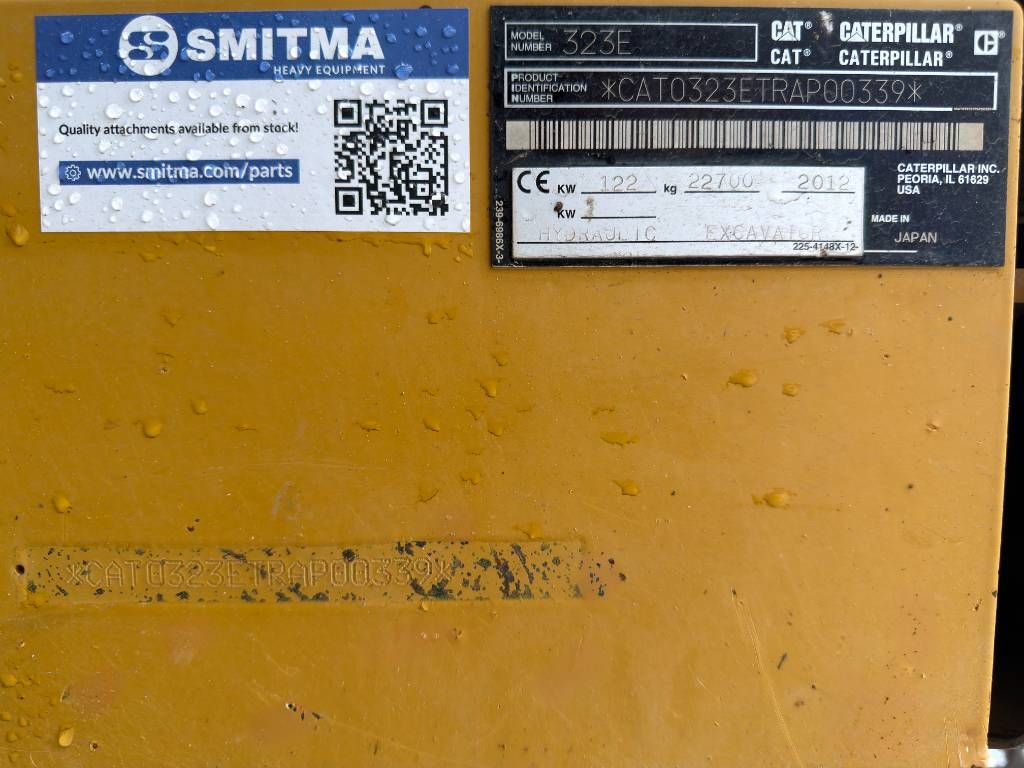 SMITMA
HEAVY EQUIPMENT
Quality attachments available from stock!
www.smitma.com/parts
MODEL NUMBER 323E
CAT® CATERPILLAR®
CAT® CATERPILLAR®
PRODUCT IDENTIFICATION NUMBER *CAT0323ETRAP00339*
CE KW 122 kg 22700 2012
KW
HYDRAULIC EXCAVATOR
225-4148X-12-
239-6986X-3-
CATERPILLAR INC.
PEORIA, IL 61629
USA
MADE IN
JAPAN
*CAT0323ETRAP00339*